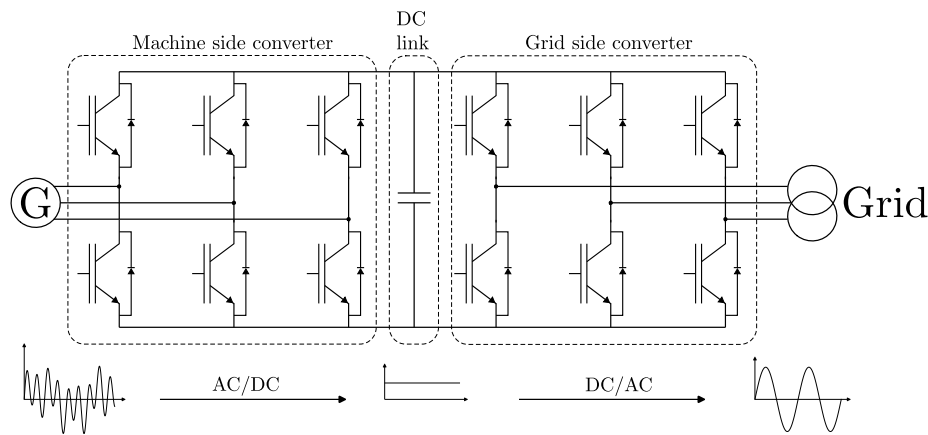 DC
link
Machine side converter
Grid side converter
G
Grid
AC/DC
DC/AC